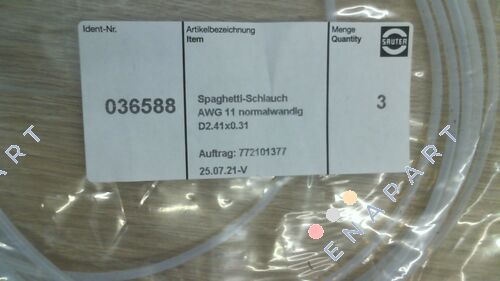 Ident-Nr.
Artikelbezeichnung
Item
Menge
Quantity
SAUTER
036588
Spaghetti-Schlauch
AWG 11 normalwandig
D2.41x0.31
3
Auftrag: 772101377
25.07.21-V
ENAPART
ENAPART